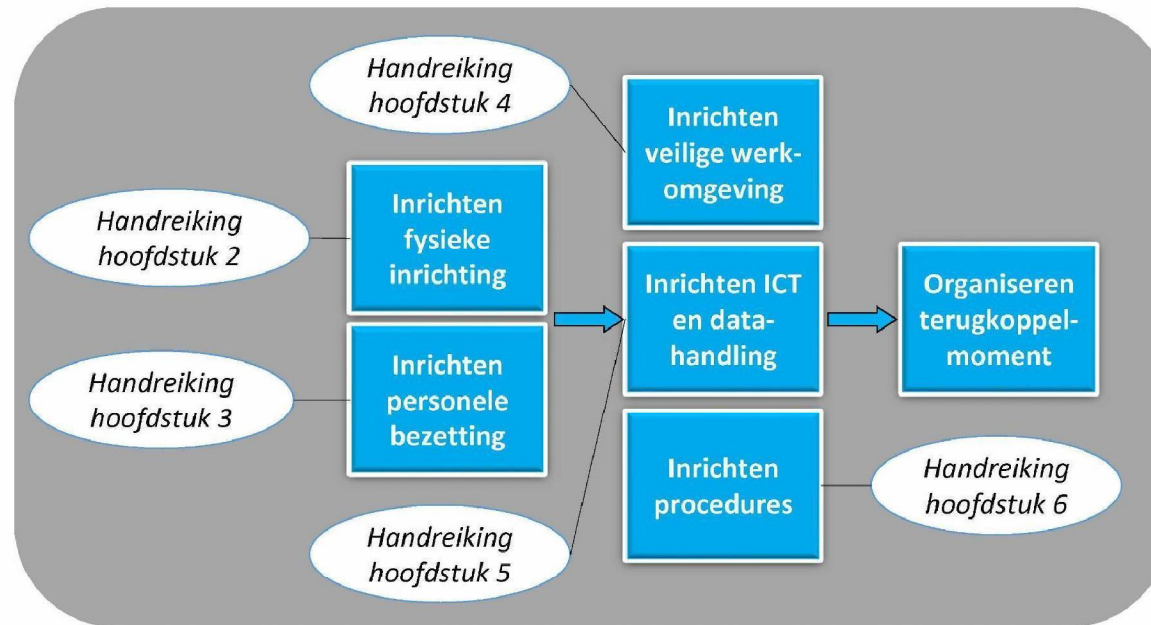 Handreiking
hoofdstuk 4
Inrichten
veilige werk-
omgeving
Handreiking
hoofdstuk 2
Inrichten
fysieke
inrichting
Inrichten ICT
en data-
handling
Organiseren
terugkoppel-
moment
Handreiking
hoofdstuk 3
Inrichten
personele
bezetting
Inrichten
procedures
Handreiking
hoofdstuk 6
Handreiking
hoofdstuk 5